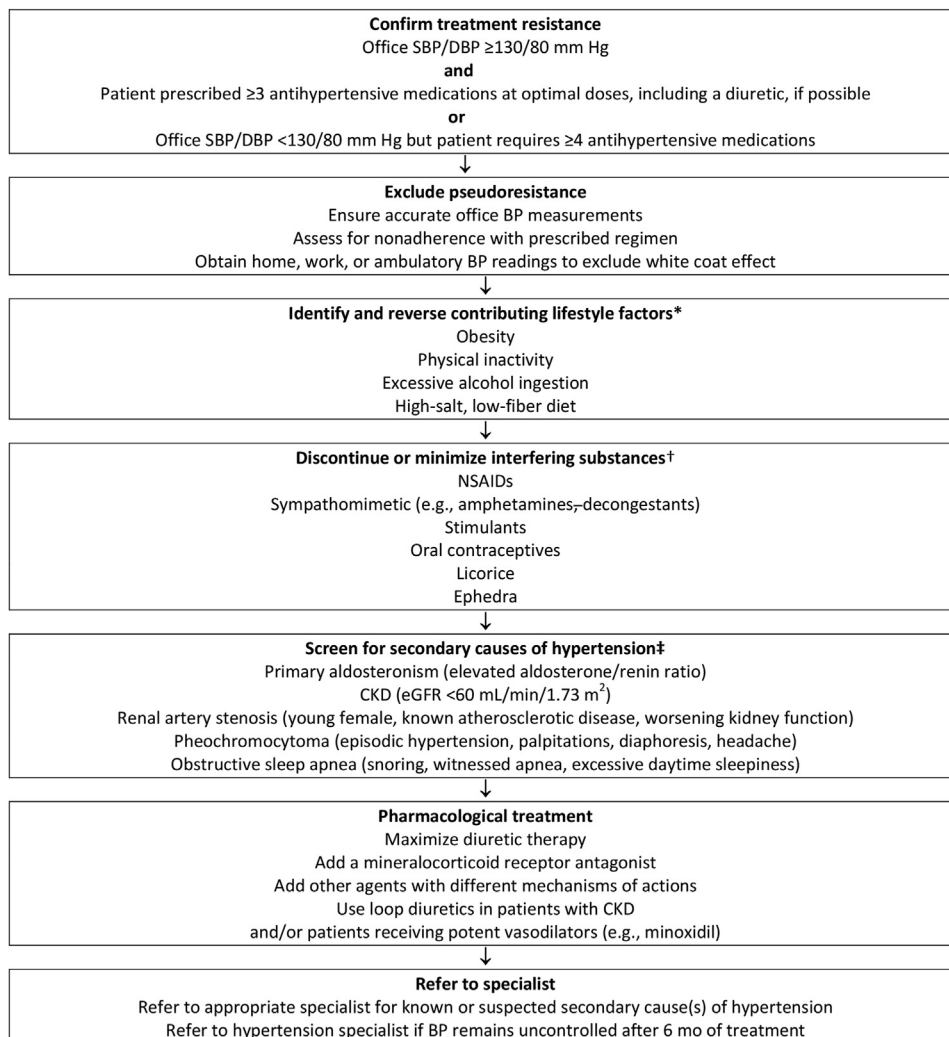 Confirm treatment resistance
Office SBP/DBP ≥130/80 mm Hg
and
Patient prescribed ≥3 antihypertensive medications at optimal doses, including a diuretic, if possible
or
Office SBP/DBP <130/80 mm Hg but patient requires ≥4 antihypertensive medications
Exclude pseudoresistance
Ensure accurate office BP measurements
Assess for nonadherence with prescribed regimen
Obtain home, work, or ambulatory BP readings to exclude white coat effect
Identify and reverse contributing lifestyle factors*
Obesity
Physical inactivity
Excessive alcohol ingestion
High-salt, low-fiber diet
Discontinue or minimize interfering substances†
NSAIDs
Sympathomimetic (e.g., amphetamines, decongestants)
Stimulants
Oral contraceptives
Licorice
Ephedra
Screen for secondary causes of hypertension‡
Primary aldosteronism (elevated aldosterone/renin ratio)
CKD (eGFR <60 mL/min/1.73 m²)
Renal artery stenosis (young female, known atherosclerotic disease, worsening kidney function)
Pheochromocytoma (episodic hypertension, palpitations, diaphoresis, headache)
Obstructive sleep apnea (snoring, witnessed apnea, excessive daytime sleepiness)
Pharmacological treatment
Maximize diuretic therapy
Add a mineralocorticoid receptor antagonist
Add other agents with different mechanisms of actions
Use loop diuretics in patients with CKD
and/or patients receiving potent vasodilators (e.g., minoxidil)
Refer to specialist
Refer to appropriate specialist for known or suspected secondary cause(s) of hypertension
Refer to hypertension specialist if BP remains uncontrolled after 6 mo of treatment